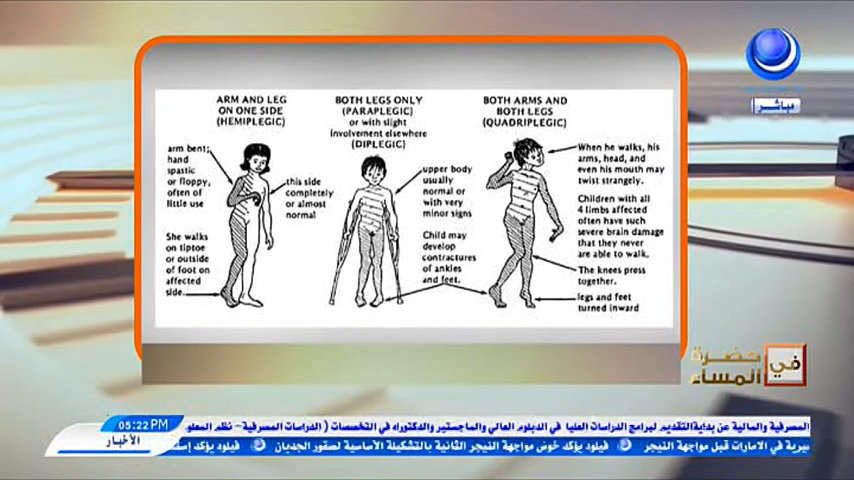 مباشر
ARM AND LEG
ON ONE SIDE
(HEMIPLEGIC)
arm bent;
hand
spastic
or floppy,
often of
little use
this side
completely
or almost
normal
She walks
on tiptoe
or outside
of foot on
affected
side.
BOTH LEGS ONLY
(PARAPLEGIC)
or with slight
involvement elsewhere
(DIPLEGIC)
upper body
usually
normal or
with very
minor signs
Child may
develop
contractures
of ankles
and feet.
BOTH ARMS AND
BOTH LEGS
(QUADRIPLEGIC)
When he walks, his
arms, head, and
even his mouth may
twist strangely.
Children with all
4 limbs affected
often have such
severe brain damage
that they never
are able to walk.
The knees press
together.
legs and feet
turned inward
في حضرة
المساء
05:22 PM
المصرفية والمالية عن بداية التقديم لبرامج الدراسات العليا في الدبلوم العالي والماجستير والدكتوراه في التخصصات ( الدراسات المصرفية – نظم المعلو
الأخبار
بيرية في الامارات قبل مواجهة النيجر فيلود يؤكد خوض مواجهة النيجر الثانية بالتشكيلة الأساسية لصقور الجديان فيلود يؤكد إستف